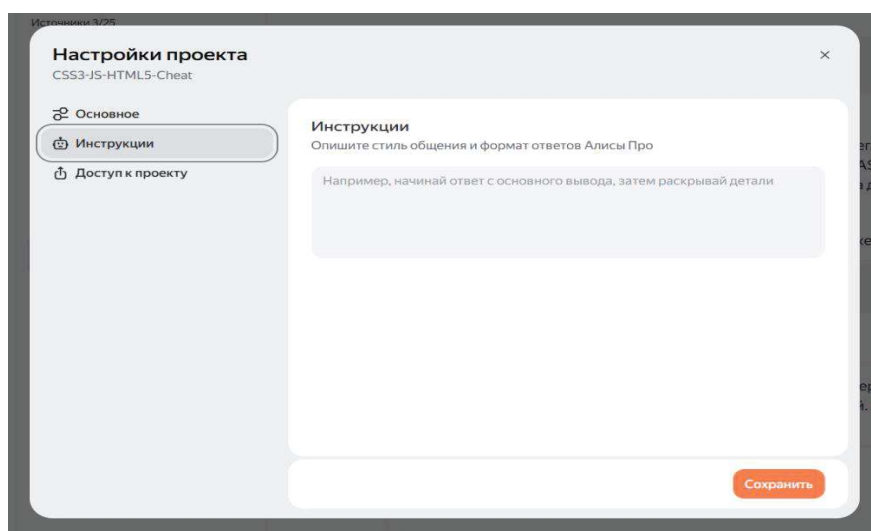 Источники 3/25
Настройки проекта
CSS3-JS-HTML5-Cheat
Основное
Инструкции
Доступ к проекту
Инструкции
Опишите стиль общения и формат ответов Алисы Про
Например, начинай ответ с основного вывода, затем раскрывай детали
Сохранить